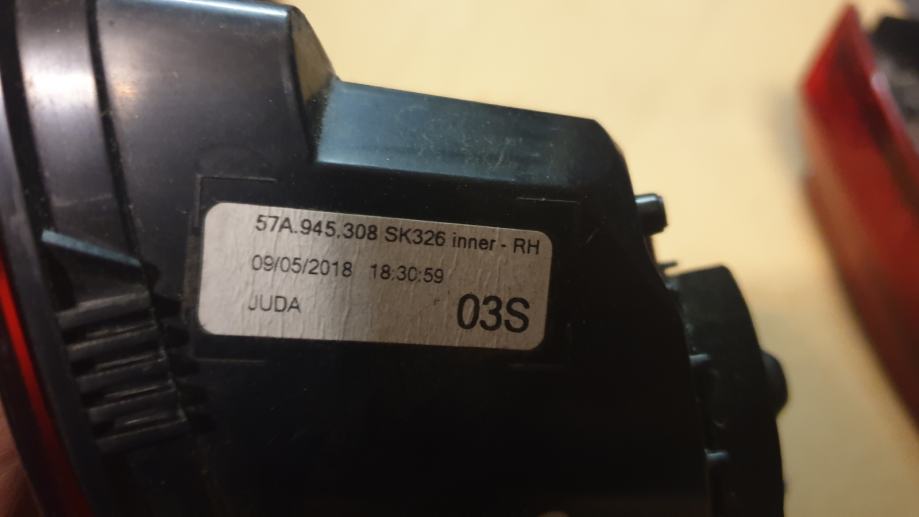 57A.945.308 SK326 inner - RH
09/05/2018 18:30:59
JUDA 03S